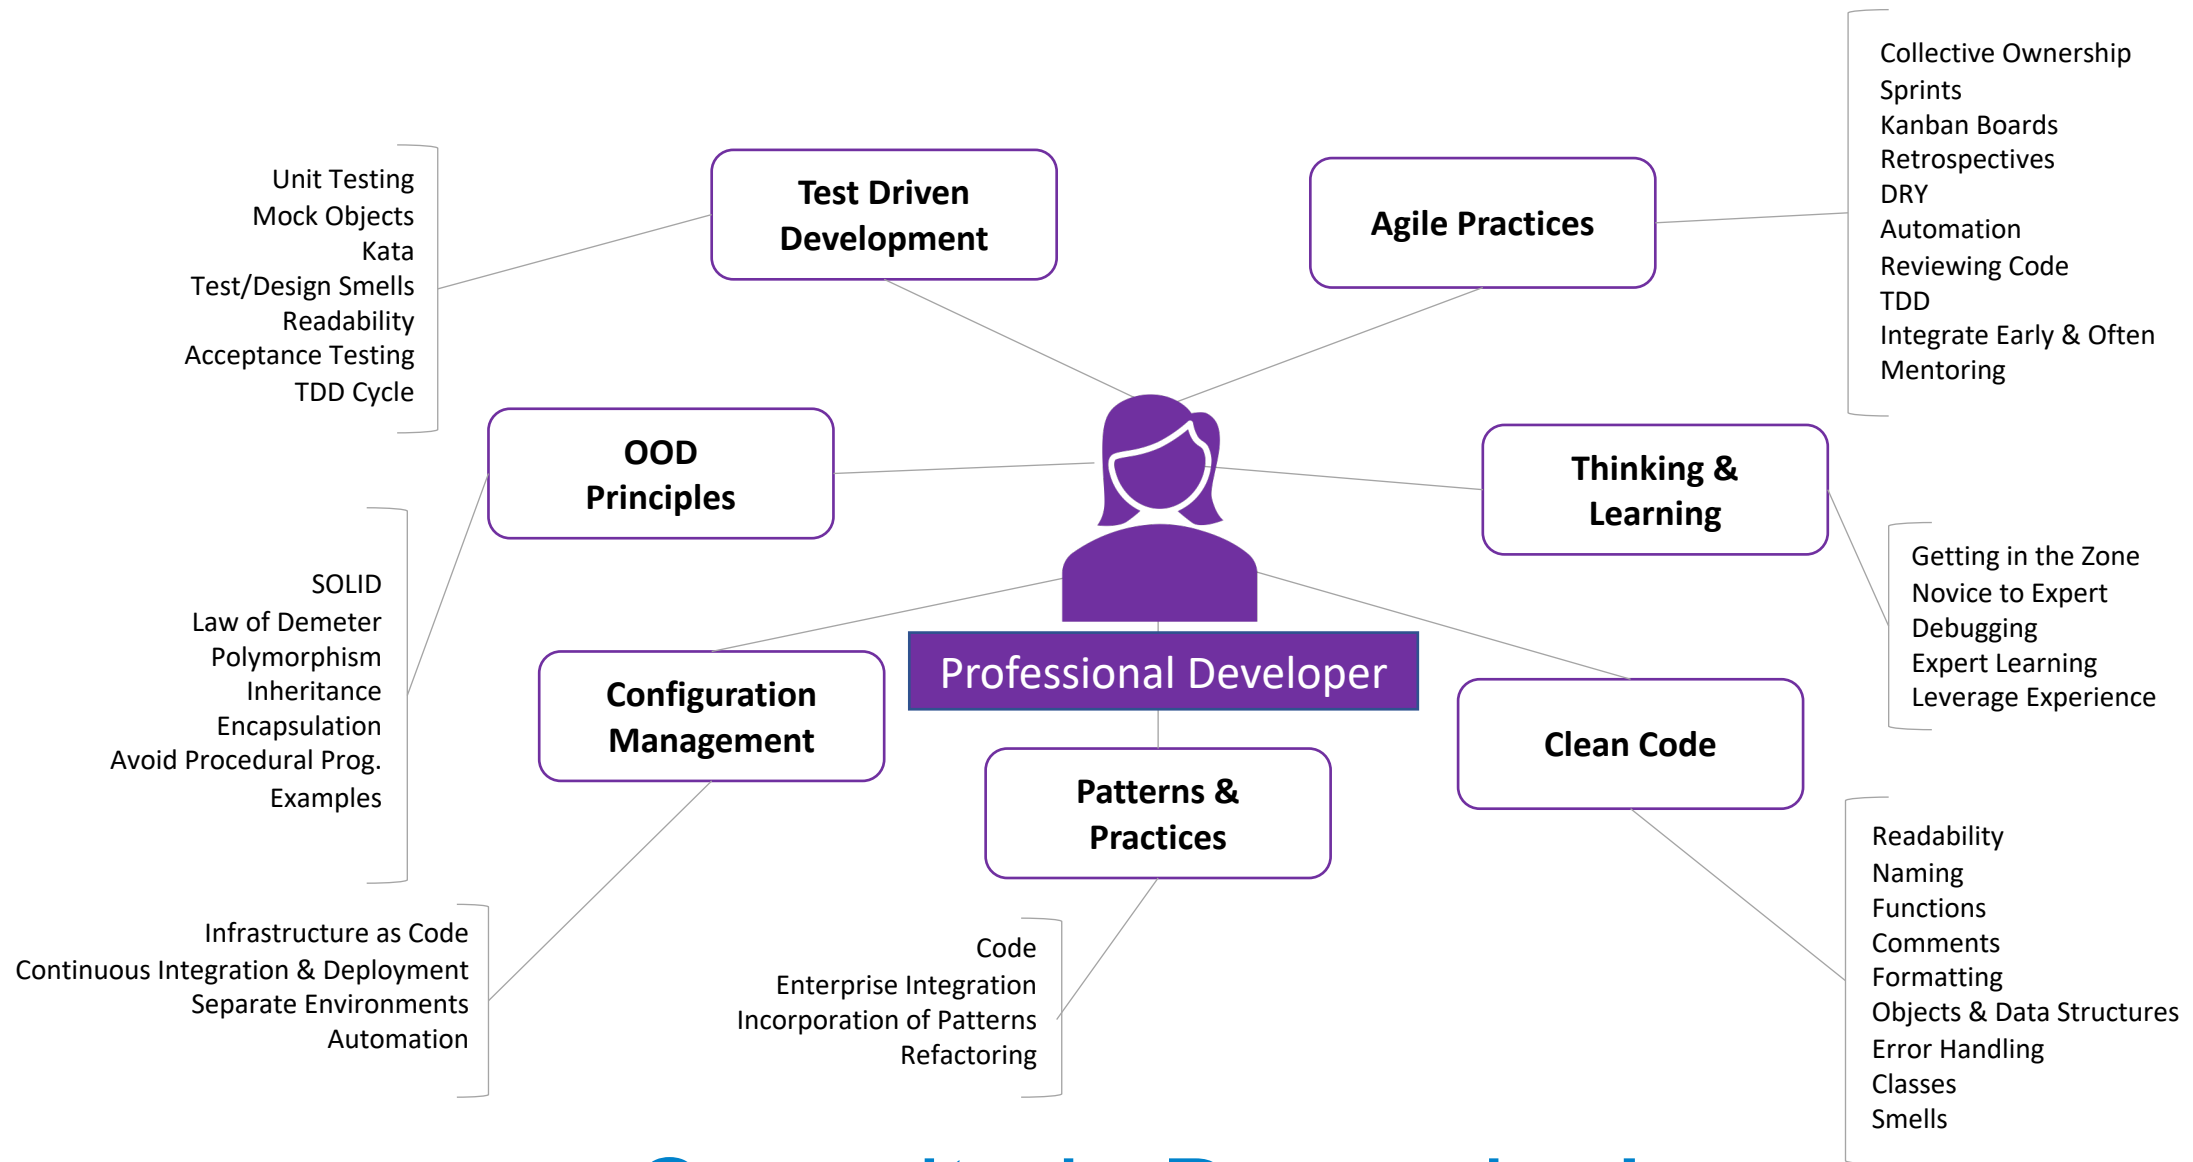 Unit Testing
Mock Objects
Kata
Test/Design Smells
Readability
Acceptance Testing
TDD Cycle
Test Driven
Development
Agile Practices
Collective Ownership
Sprints
Kanban Boards
Retrospectives
DRY
Automation
Reviewing Code
TDD
Integrate Early & Often
Mentoring
OOD
Principles
SOLID
Law of Demeter
Polymorphism
Inheritance
Encapsulation
Avoid Procedural Prog.
Examples
Thinking &
Learning
Getting in the Zone
Novice to Expert
Debugging
Expert Learning
Leverage Experience
Professional Developer
Configuration
Management
Infrastructure as Code
Continuous Integration & Deployment
Separate Environments
Automation
Patterns &
Practices
Code
Enterprise Integration
Incorporation of Patterns
Refactoring
Clean Code
Readability
Naming
Functions
Comments
Formatting
Objects & Data Structures
Error Handling
Classes
Smells